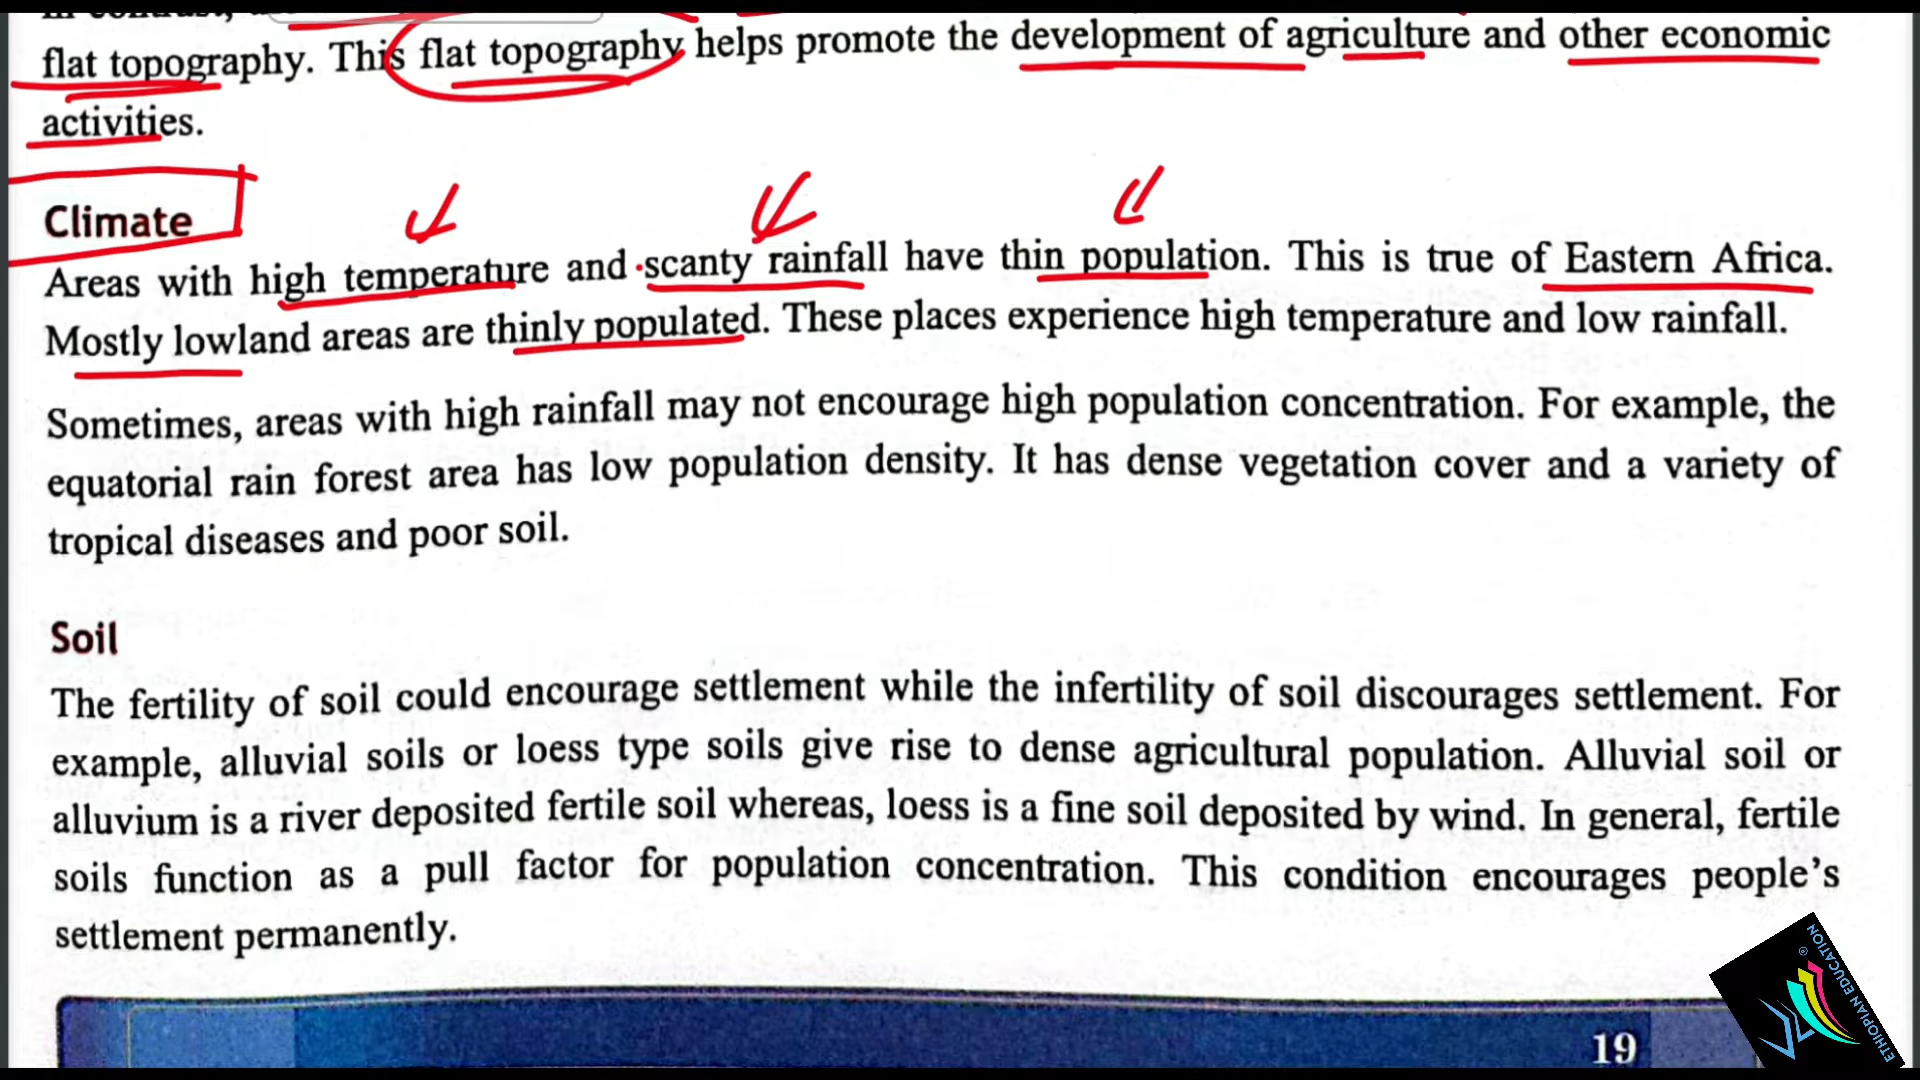 flat topography. This flat topography helps promote the development of agriculture and other economic
activities.
Climate
Areas with high temperature and scanty rainfall have thin population. This is true of Eastern Africa.
Mostly lowland areas are thinly populated. These places experience high temperature and low rainfall.
Sometimes, areas with high rainfall may not encourage high population concentration. For example, the
equatorial rain forest area has low population density. It has dense vegetation cover and a variety of
tropical diseases and poor soil.
Soil
The fertility of soil could encourage settlement while the infertility of soil discourages settlement. For
example, alluvial soils or loess type soils give rise to dense agricultural population. Alluvial soil or
alluvium is a river deposited fertile soil whereas, loess is a fine soil deposited by wind. In general, fertile
soils function as a pull factor for population concentration. This condition encourages people's
settlement permanently.
19
ETHIOPIAN EDUCATION
®